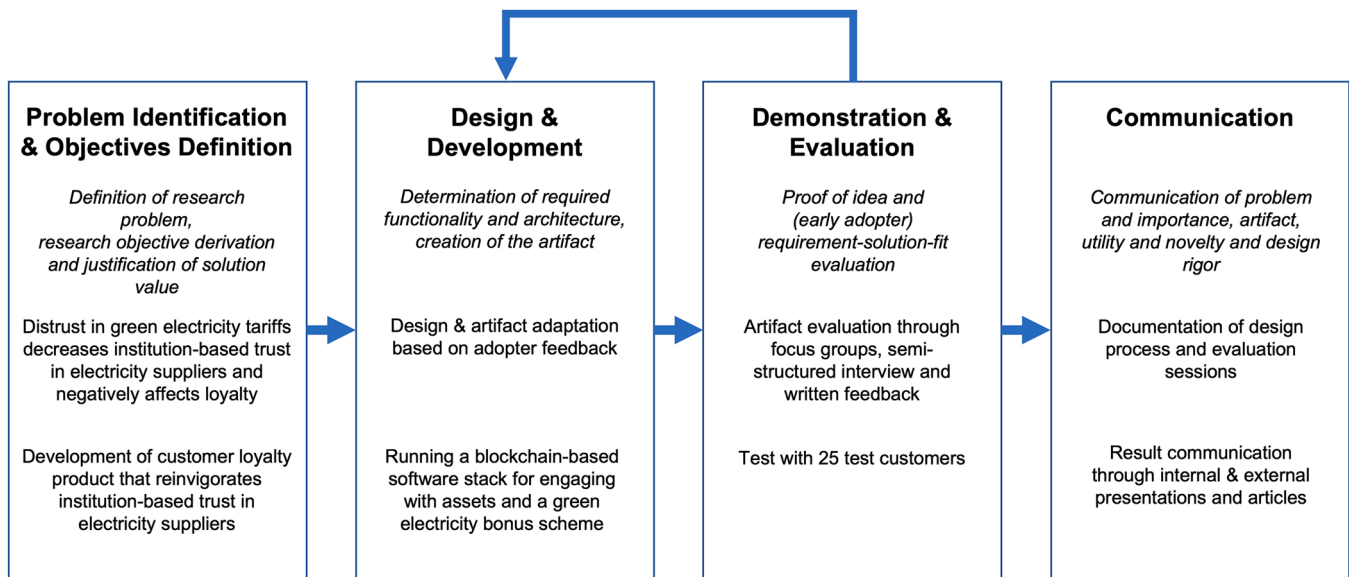 Problem Identification
& Objectives Definition
Definition of research
problem,
research objective derivation
and justification of solution
value
Distrust in green electricity tariffs
decreases institution-based trust
in electricity suppliers and
negatively affects loyalty
Development of customer loyalty
product that reinvigorates
institution-based trust in
electricity suppliers
Design &
Development
Determination of required
functionality and architecture,
creation of the artifact
Design & artifact adaptation
based on adopter feedback
Running a blockchain-based
software stack for engaging
with assets and a green
electricity bonus scheme
Demonstration &
Evaluation
Proof of idea and
(early adopter)
requirement-solution-fit
evaluation
Artifact evaluation through
focus groups, semi-
structured interview and
written feedback
Test with 25 test customers
Communication
Communication of problem
and importance, artifact,
utility and novelty and design
rigor
Documentation of design
process and evaluation
sessions
Result communication
through internal & external
presentations and articles